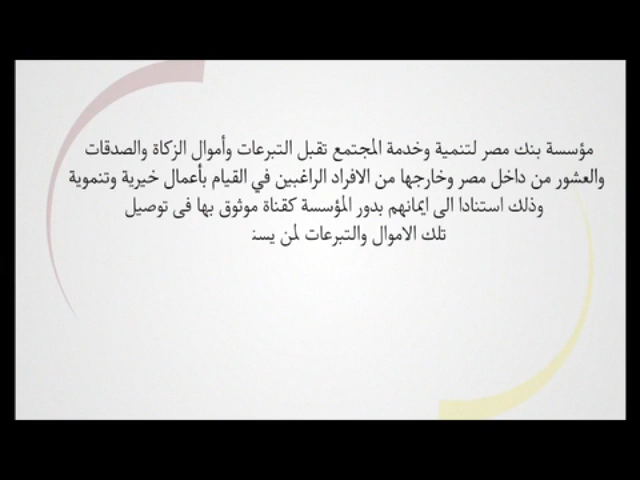 مؤسسة بنك مصر لتنمية وخدمة المجتمع تقبل التبرعات وأموال الزكاة والصدقات
والعشور من داخل مصر وخارجها من الافراد الراغبين في القيام بأعمال خيرية وتنموية
وذلك استنادا الى ايمانهم بدور المؤسسة كقناة موثوق بها فى توصيل
تلك الاموال والتبرعات لمن يسـ